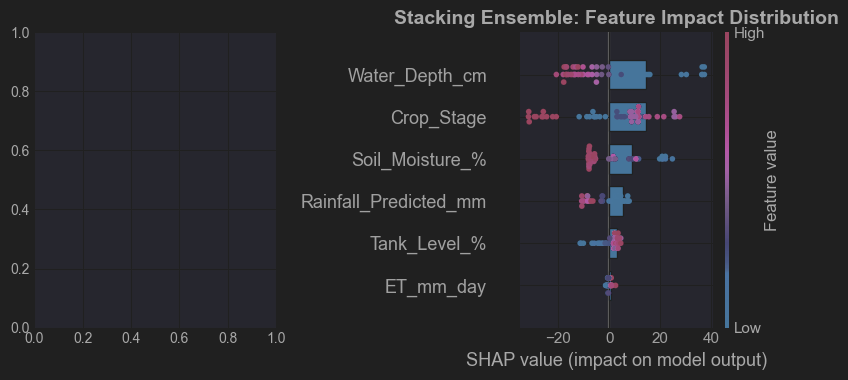 Stacking Ensemble: Feature Impact Distribution
1.0
0.8
0.6
0.4
0.2
0.0
0.0 0.2 0.4 0.6 0.8 1.0
Water_Depth_cm
Crop_Stage
Soil_Moisture_%
Rainfall_Predicted_mm
Tank_Level_%
ET_mm_day
−20 0 20 40
SHAP value (impact on model output)
High
Feature value
Low